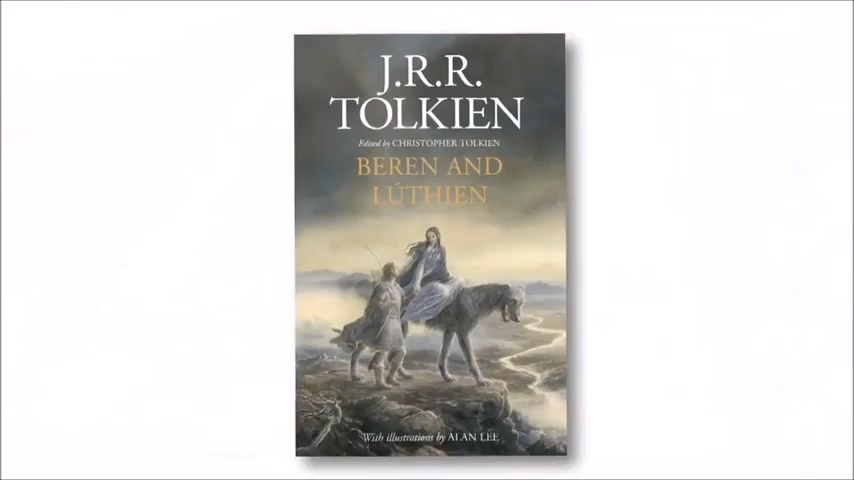 J.R.R.
TOLKIEN
Edited by CHRISTOPHER TOLKIEN
BEREN AND
LÚTHIEN
With illustrations by ALAN LEE